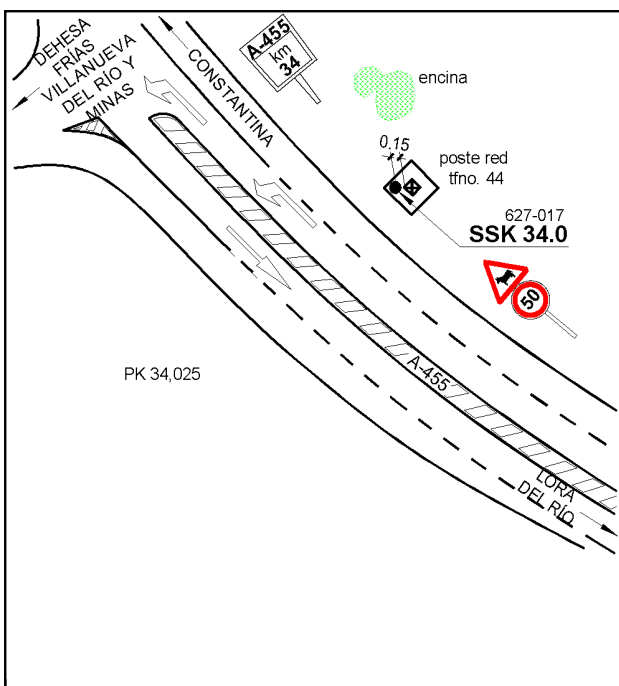 DEHESA
FRÍAS
VILLANUEVA
DEL RÍO Y
MINAS
CONSTANTINA
A-455
km
34
encina
0.15
poste red
tfno. 44
627-017
SSK 34.0
50
PK 34,025
A-455
LORA
DEL RÍO